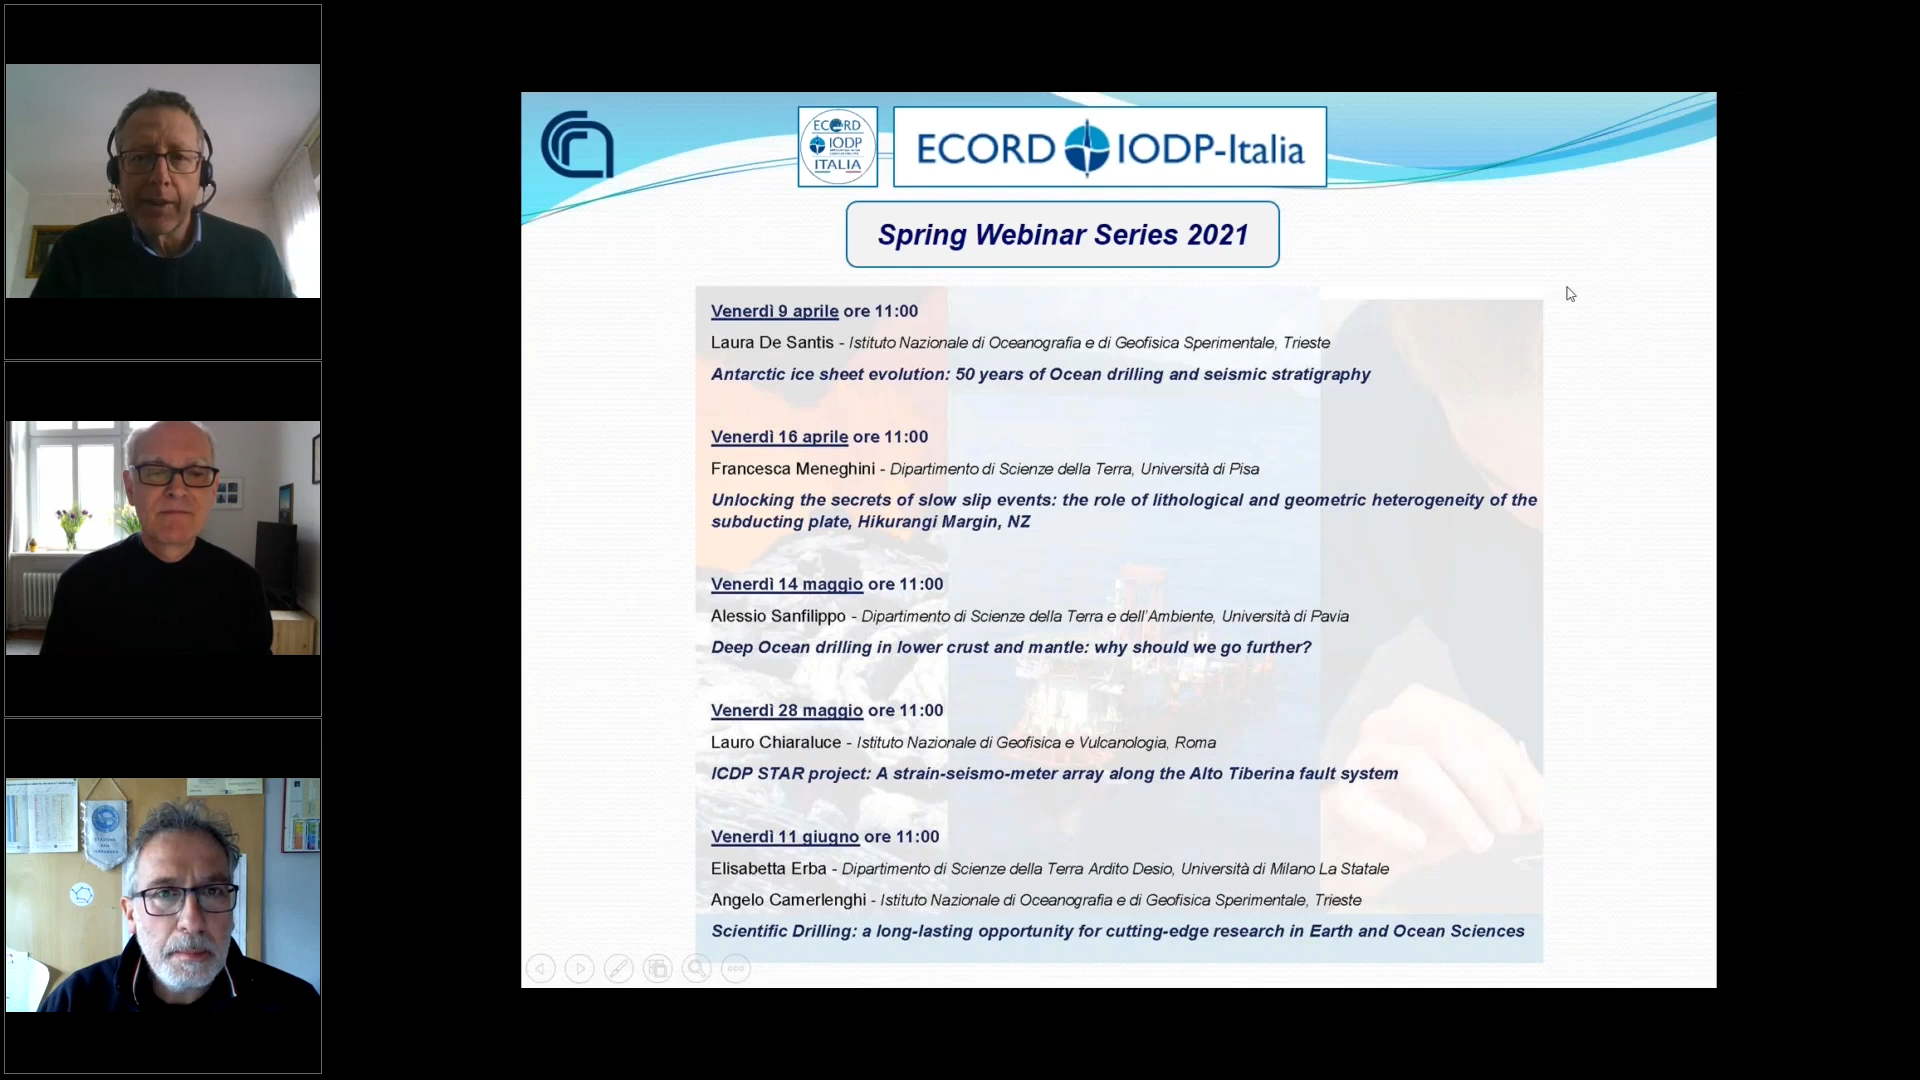 ECORD
IODP
ITALIA
ECORD IODP-Italia
Spring Webinar Series 2021
Venerdì 9 aprile ore 11:00
Laura De Santis - Istituto Nazionale di Oceanografia e di Geofisica Sperimentale, Trieste
Antarctic ice sheet evolution: 50 years of Ocean drilling and seismic stratigraphy
Venerdì 16 aprile ore 11:00
Francesca Meneghini - Dipartimento di Scienze della Terra, Università di Pisa
Unlocking the secrets of slow slip events: the role of lithological and geometric heterogeneity of the
subducting plate, Hikurangi Margin, NZ
Venerdì 14 maggio ore 11:00
Alessio Sanfilippo - Dipartimento di Scienze della Terra e dell'Ambiente, Università di Pavia
Deep Ocean drilling in lower crust and mantle: why should we go further?
Venerdì 28 maggio ore 11:00
Lauro Chiaraluce - Istituto Nazionale di Geofisica e Vulcanologia, Roma
ICDP STAR project: A strain-seismo-meter array along the Alto Tiberina fault system
Venerdì 11 giugno ore 11:00
Elisabetta Erba - Dipartimento di Scienze della Terra Ardito Desio, Università di Milano La Statale
Angelo Camerlenghi - Istituto Nazionale di Oceanografia e di Geofisica Sperimentale, Trieste
Scientific Drilling: a long-lasting opportunity for cutting-edge research in Earth and Ocean Sciences